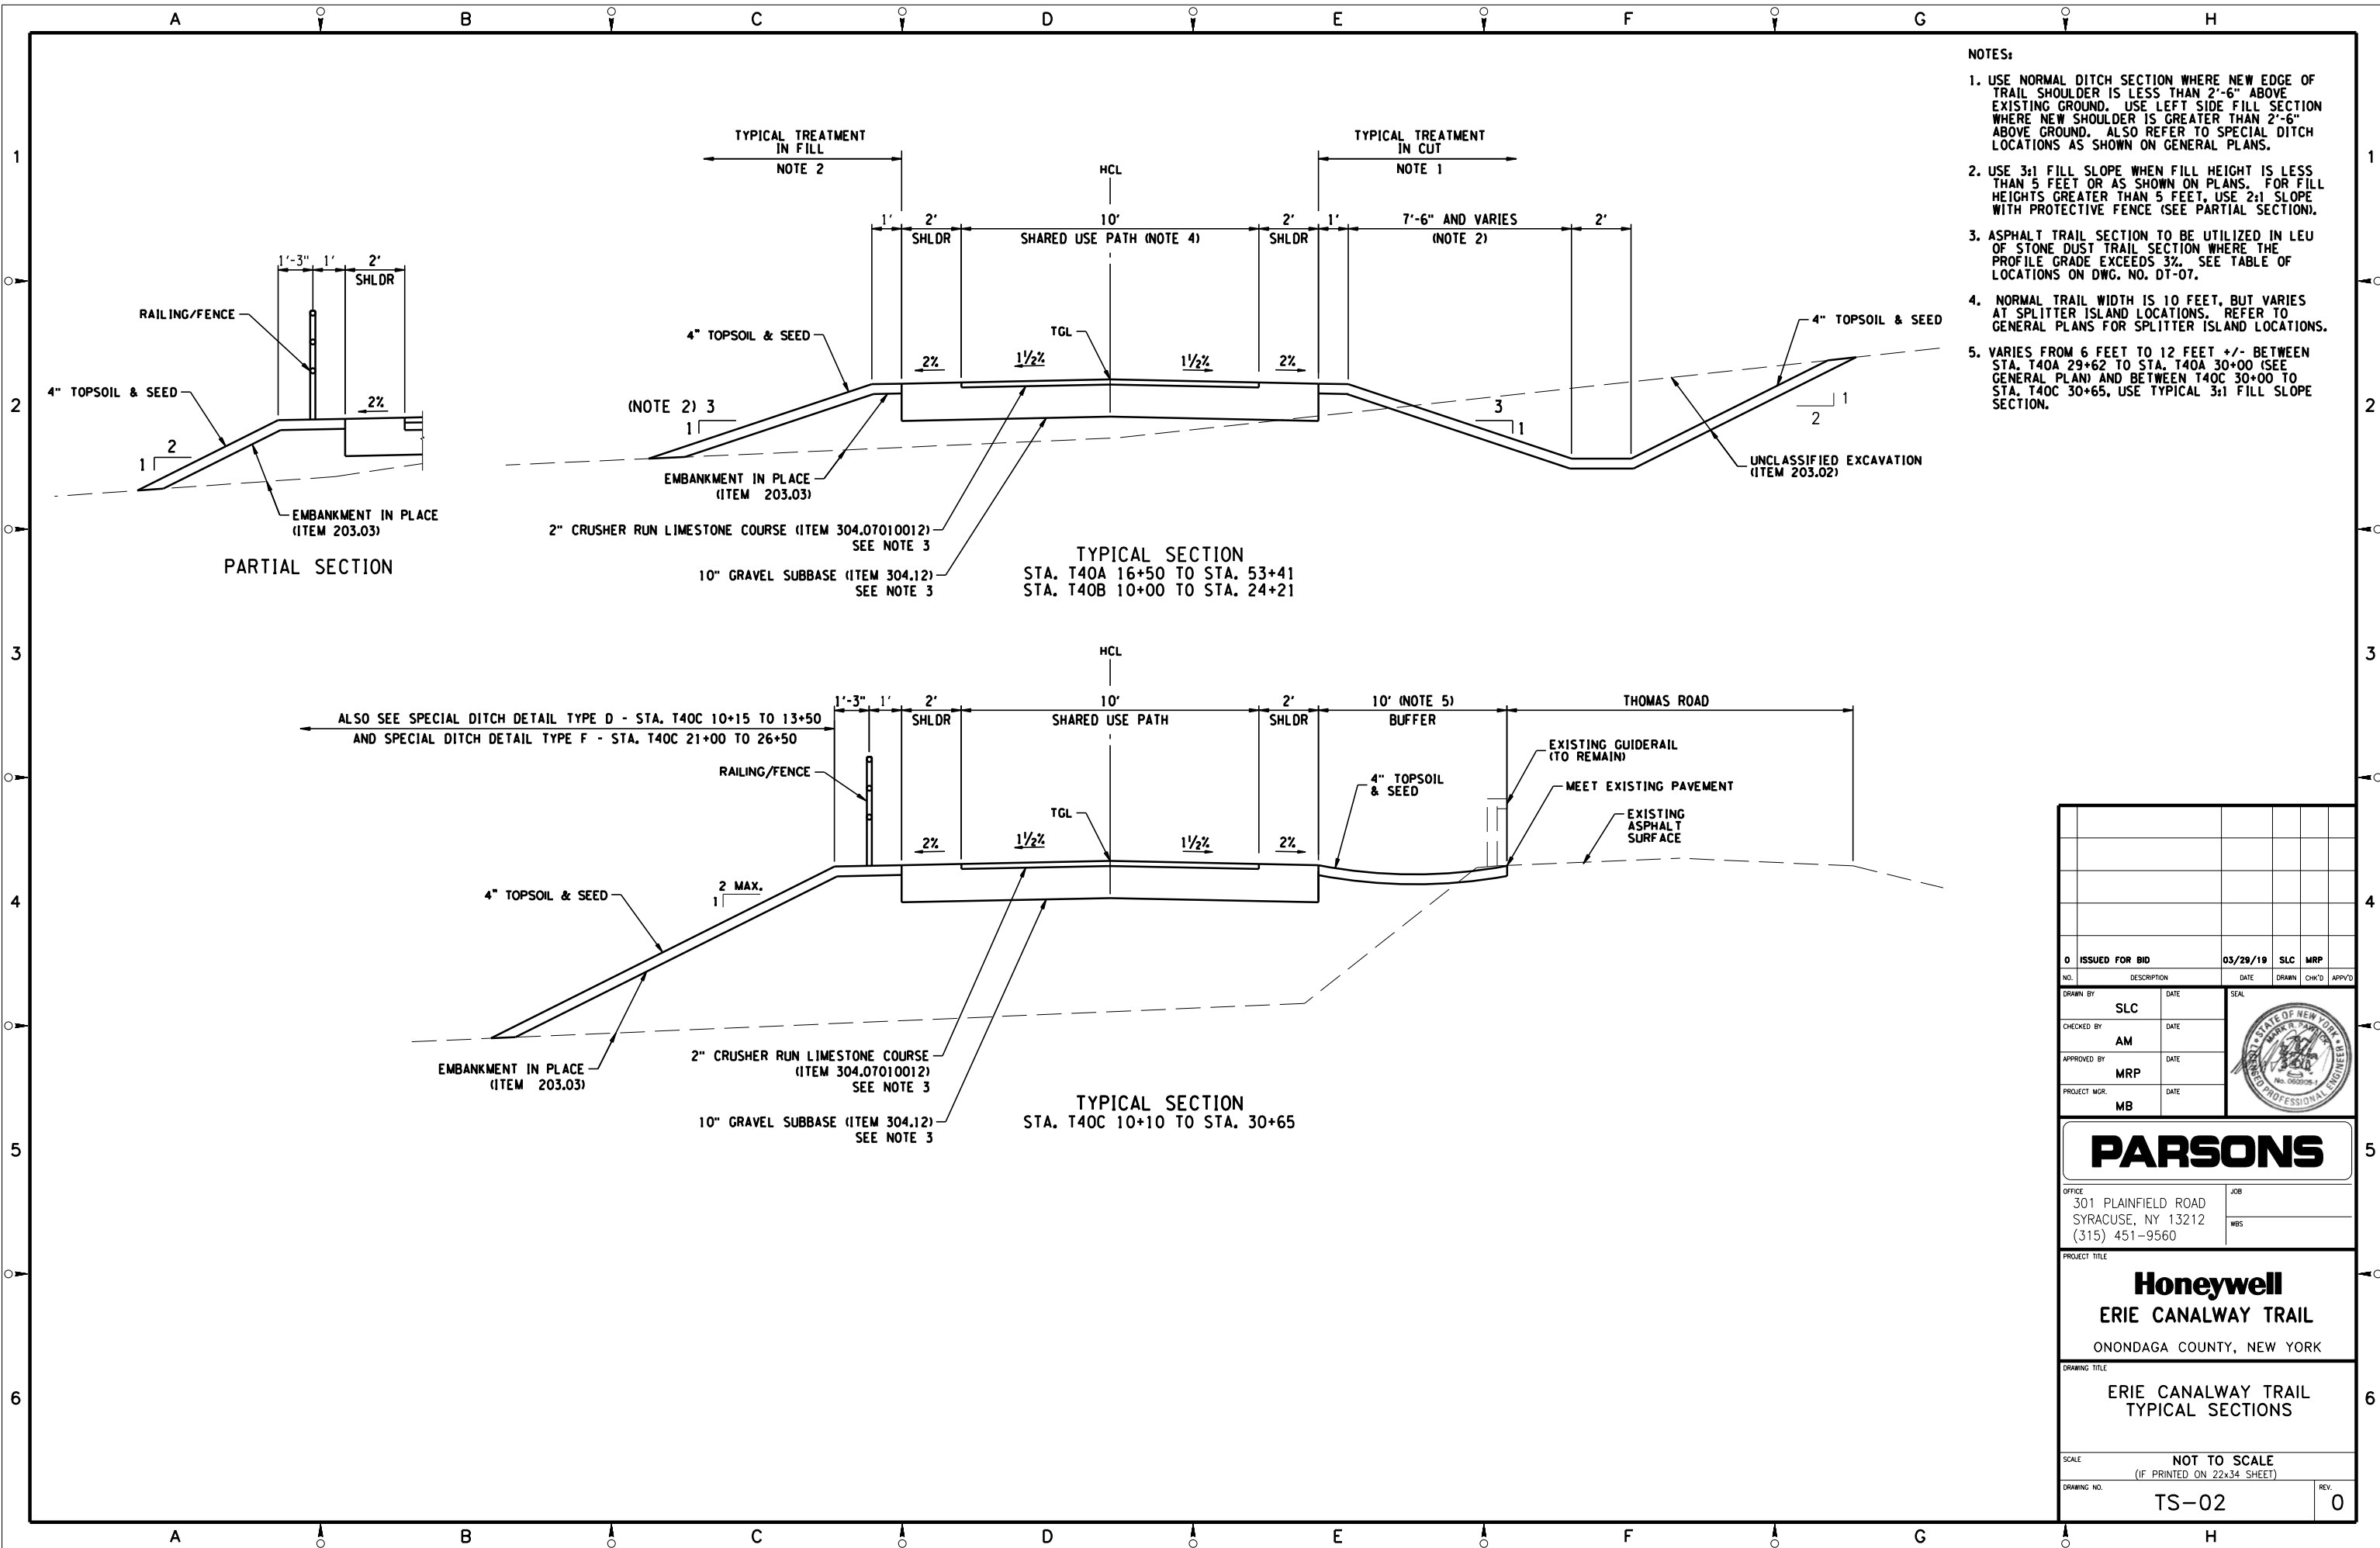 A B C D E F G H
NOTES:
1. USE NORMAL DITCH SECTION WHERE NEW EDGE OF
TRAIL SHOULDER IS LESS THAN 2'-6" ABOVE
EXISTING GROUND. USE LEFT SIDE FILL SECTION
WHERE NEW SHOULDER IS GREATER THAN 2'-6"
ABOVE GROUND. ALSO REFER TO SPECIAL DITCH
LOCATIONS AS SHOWN ON GENERAL PLANS.
2. USE 3:1 FILL SLOPE WHEN FILL HEIGHT IS LESS
THAN 5 FEET OR AS SHOWN ON PLANS. FOR FILL
HEIGHTS GREATER THAN 5 FEET, USE 2:1 SLOPE
WITH PROTECTIVE FENCE (SEE PARTIAL SECTION).
3. ASPHALT TRAIL SECTION TO BE UTILIZED IN LEU
OF STONE DUST TRAIL SECTION WHERE THE
PROFILE GRADE EXCEEDS 3%. SEE TABLE OF
LOCATIONS ON DWG. NO. DT-07.
4. NORMAL TRAIL WIDTH IS 10 FEET, BUT VARIES
AT SPLITTER ISLAND LOCATIONS. REFER TO
GENERAL PLANS FOR SPLITTER ISLAND LOCATIONS.
5. VARIES FROM 6 FEET TO 12 FEET +/- BETWEEN
STA. T40A 29+62 TO STA. T40A 30+00 (SEE
GENERAL PLAN) AND BETWEEN T40C 30+00 TO
STA. T40C 30+65, USE TYPICAL 3:1 FILL SLOPE
SECTION.
1'-3" 1' 2'
SHLDR
RAILING/FENCE
4" TOPSOIL & SEED
2%
2
1
EMBANKMENT IN PLACE
(ITEM 203.03)
PARTIAL SECTION
TYPICAL TREATMENT
IN FILL
NOTE 2
HCL
TYPICAL TREATMENT
IN CUT
NOTE 1
1' 2' 10' 2' 1' 7'-6" AND VARIES 2'
SHLDR SHARED USE PATH (NOTE 4) SHLDR (NOTE 2)
4" TOPSOIL & SEED
TGL
4" TOPSOIL & SEED
2% 1½% 1½% 2%
(NOTE 2) 3
1
3
1
1
2
EMBANKMENT IN PLACE
(ITEM 203.03)
UNCLASSIFIED EXCAVATION
(ITEM 203.02)
2" CRUSHER RUN LIMESTONE COURSE (ITEM 304.07010012)
SEE NOTE 3
10" GRAVEL SUBBASE (ITEM 304.12)
SEE NOTE 3
TYPICAL SECTION
STA. T40A 16+50 TO STA. 53+41
STA. T40B 10+00 TO STA. 24+21
HCL
1'-3" 1' 2' 10' 2' 10' (NOTE 5) THOMAS ROAD
SHLDR SHARED USE PATH SHLDR BUFFER
ALSO SEE SPECIAL DITCH DETAIL TYPE D - STA. T40C 10+15 TO 13+50
AND SPECIAL DITCH DETAIL TYPE F - STA. T40C 21+00 TO 26+50
RAILING/FENCE
EXISTING GUIDERAIL
(TO REMAIN)
4" TOPSOIL
& SEED
MEET EXISTING PAVEMENT
TGL
EXISTING
ASPHALT
SURFACE
2% 1½% 1½% 2%
4" TOPSOIL & SEED
2 MAX.
1
EMBANKMENT IN PLACE
(ITEM 203.03)
2" CRUSHER RUN LIMESTONE COURSE
(ITEM 304.07010012)
SEE NOTE 3
10" GRAVEL SUBBASE (ITEM 304.12)
SEE NOTE 3
TYPICAL SECTION
STA. T40C 10+10 TO STA. 30+65
0 ISSUED FOR BID 03/29/19 SLC MRP
NO. DESCRIPTION DATE DRAWN CHK'D APPV'D
DRAWN BY DATE SEAL
SLC
CHECKED BY DATE
AM
APPROVED BY DATE
MRP
PROJECT MGR. DATE
MB
STATE OF NEW YORK
MARK R.
LICENSED PROFESSIONAL ENGINEER
PARSONS
OFFICE JOB
301 PLAINFIELD ROAD
SYRACUSE, NY 13212
(315) 451-9560
WBS
PROJECT TITLE
Honeywell
ERIE CANALWAY TRAIL
ONONDAGA COUNTY, NEW YORK
DRAWING TITLE
ERIE CANALWAY TRAIL
TYPICAL SECTIONS
SCALE NOT TO SCALE
(IF PRINTED ON 22x34 SHEET)
DRAWING NO. REV.
TS-02 0
1 1
2 2
3 3
4 4
5 5
6 6
A B C D E F G H